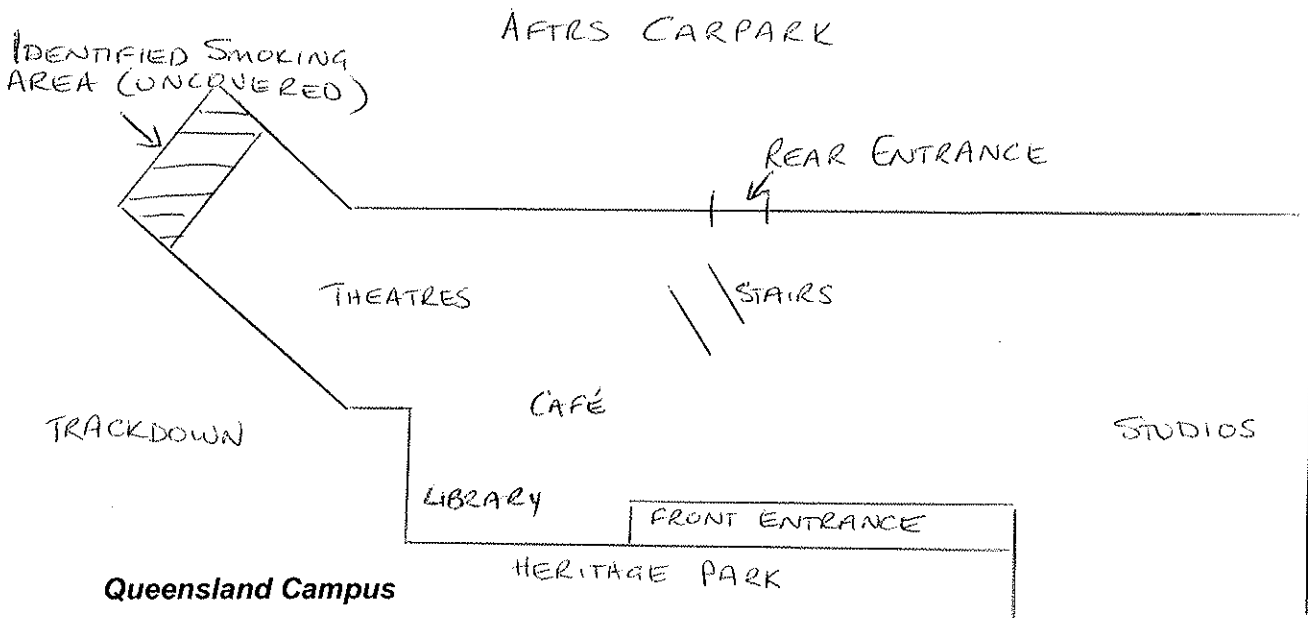 AFTRS CARPARK
IDENTIFIED SMOKING
AREA (UNCOVERED)
REAR ENTRANCE
THEATRES
STAIRS
CAFÉ
TRACKDOWN
STUDIOS
LIBRARY
FRONT ENTRANCE
HERITAGE PARK
Queensland Campus